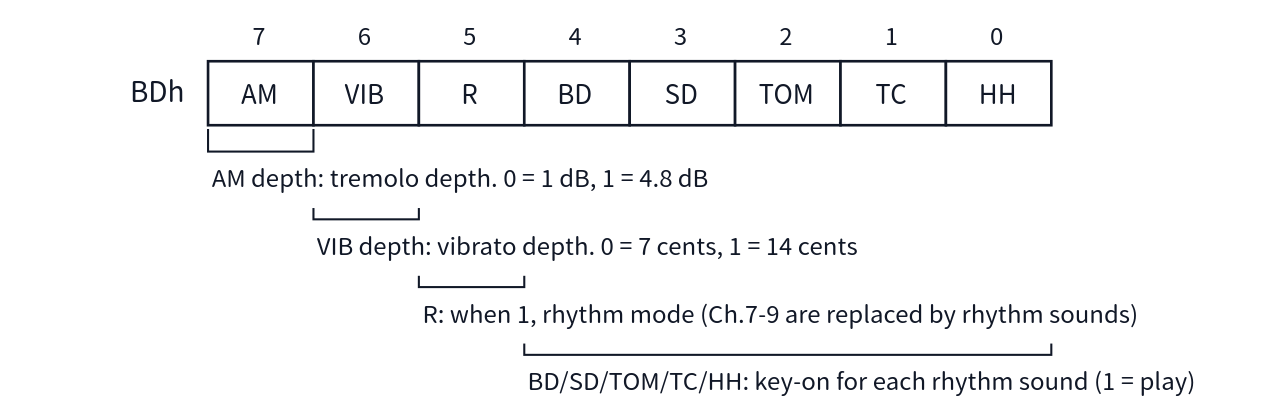 7 6 5 4 3 2 1 0
BDh AM VIB R BD SD TOM TC HH
AM depth: tremolo depth. 0 = 1 dB, 1 = 4.8 dB
VIB depth: vibrato depth. 0 = 7 cents, 1 = 14 cents
R: when 1, rhythm mode (Ch.7-9 are replaced by rhythm sounds)
BD/SD/TOM/TC/HH: key-on for each rhythm sound (1 = play)